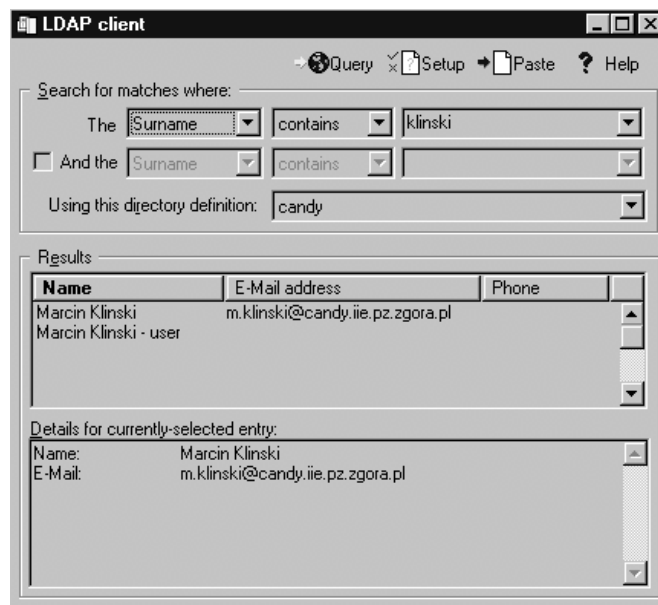 LDAP client
Query Setup Paste ? Help
Search for matches where:
The Surname contains klinski
And the Surname contains
Using this directory definition: candy
Results
Name E-Mail address Phone
Marcin Klinski m.klinski@candy.iie.pz.zgora.pl
Marcin Klinski - user
Details for currently-selected entry:
Name: Marcin Klinski
E-Mail: m.klinski@candy.iie.pz.zgora.pl